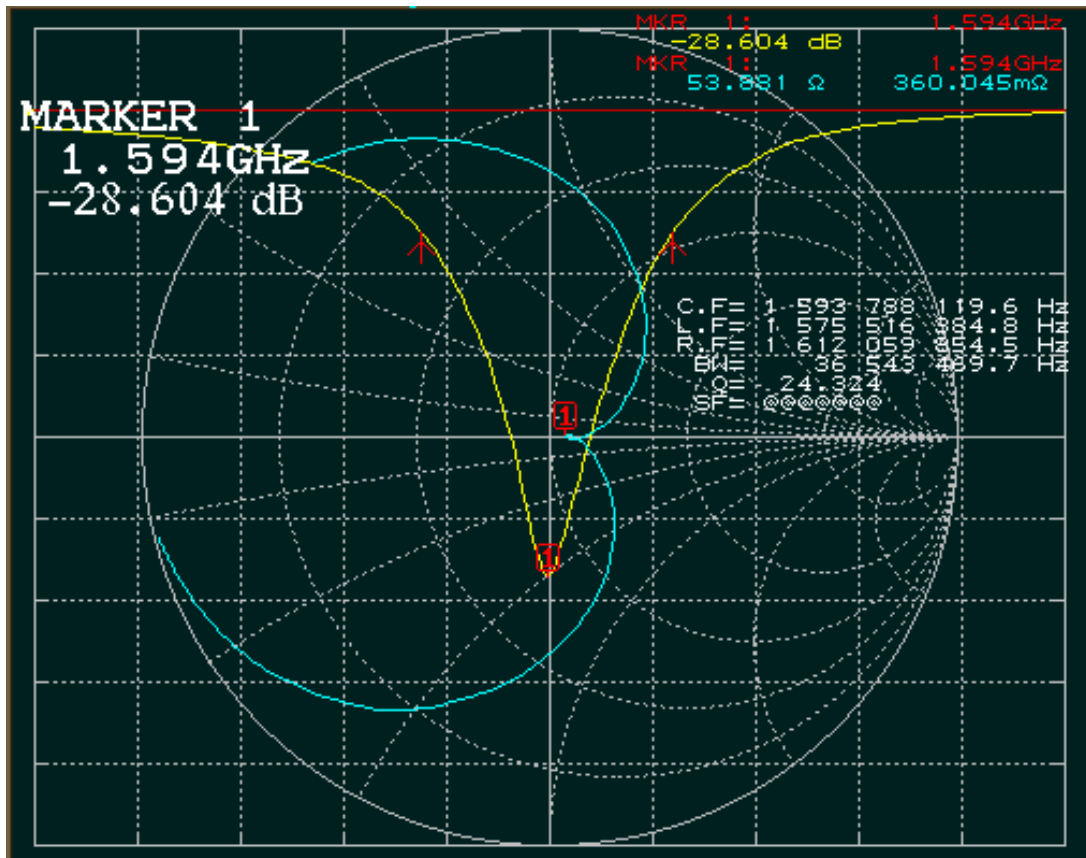 MKR 1: 1.594GHz
-28.604 dB
MKR 1: 1.594GHz
53.881 Ω 360.045mΩ
MARKER 1
1.594GHz
-28.604 dB
C.F= 1 593 788 119.6 Hz
L.F= 1 575 516 384.8 Hz
R.F= 1 612 059 854.5 Hz
BW= 36 543 469.7 Hz
Q= 24.324
SF= @@@@@@@
1
1